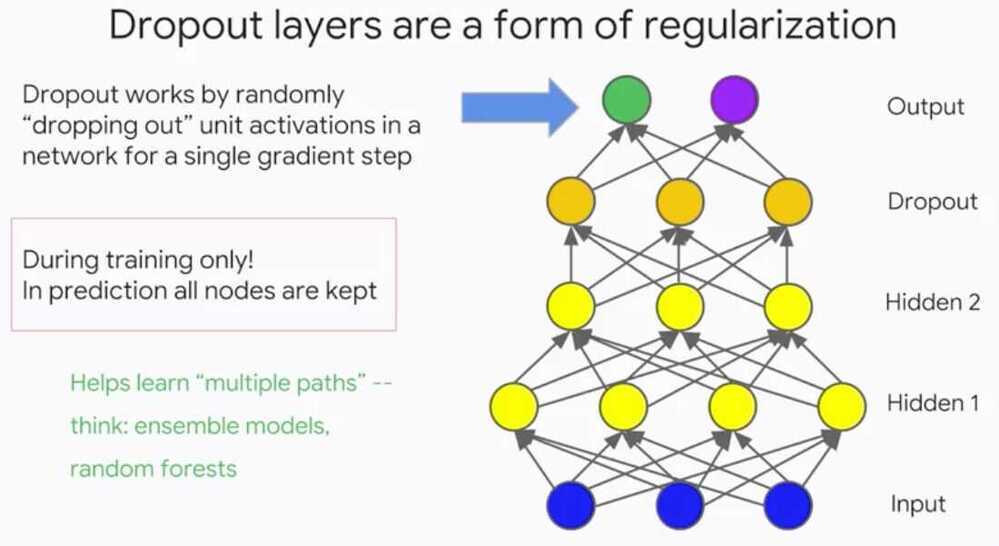 Dropout layers are a form of regularization
Dropout works by randomly
“dropping out” unit activations in a
network for a single gradient step
During training only!
In prediction all nodes are kept
Helps learn “multiple paths” --
think: ensemble models,
random forests
Output
Dropout
Hidden 2
Hidden 1
Input